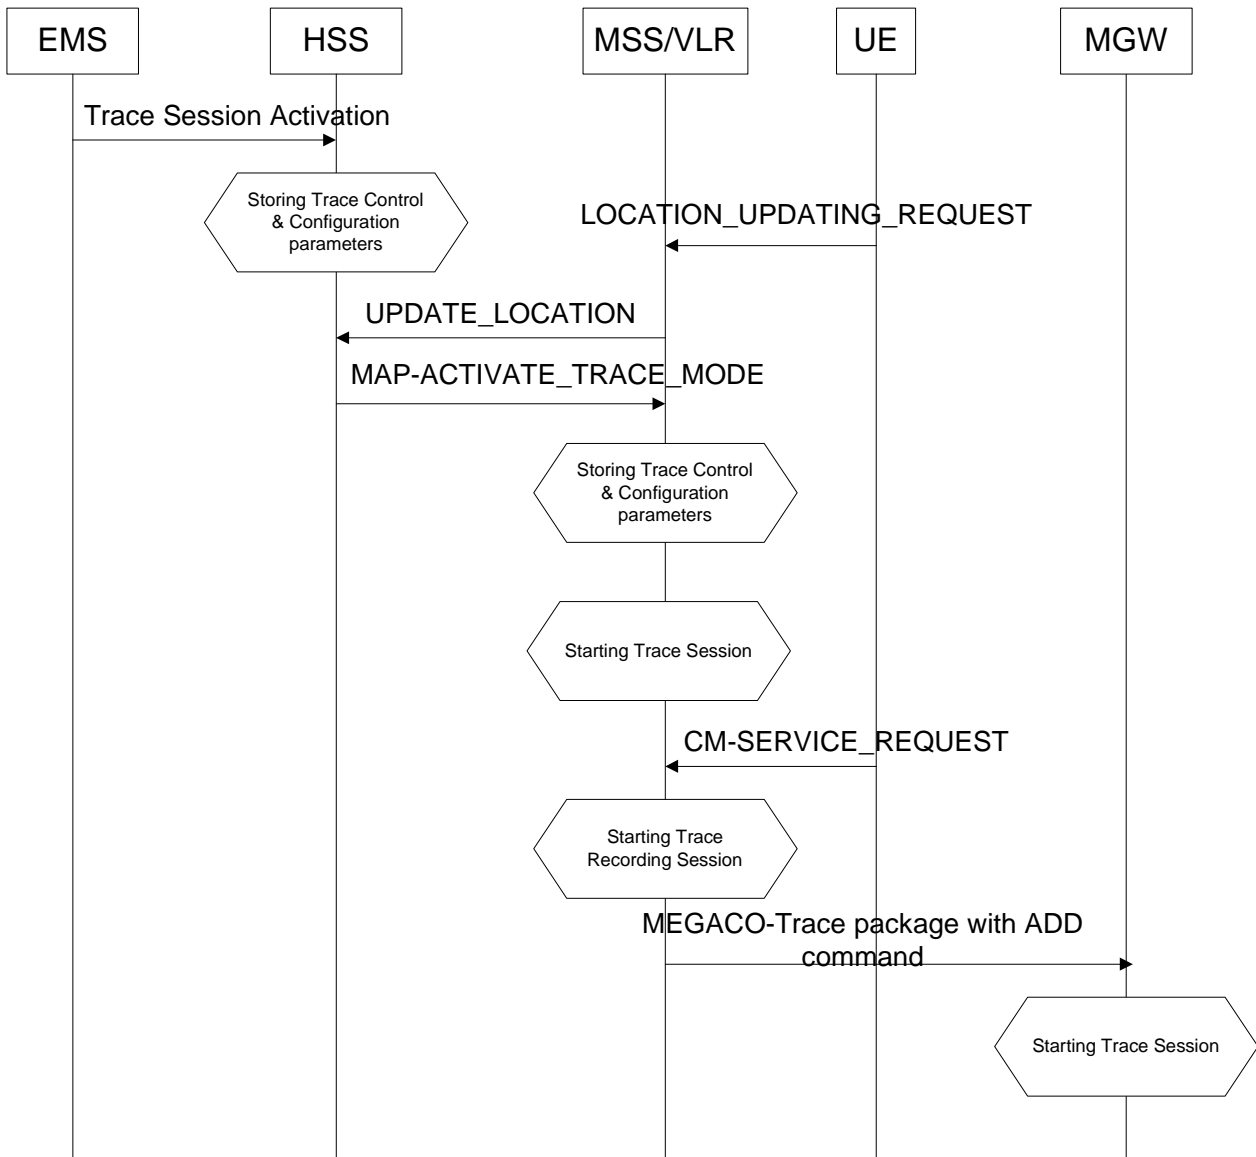 EMS
HSS
MSS/VLR
UE
MGW
Trace Session Activation
Storing Trace Control
& Configuration
parameters
LOCATION_UPDATING_REQUEST
UPDATE_LOCATION
MAP-ACTIVATE_TRACE_MODE
Storing Trace Control
& Configuration
parameters
Starting Trace Session
CM-SERVICE_REQUEST
Starting Trace
Recording Session
MEGACO-Trace package with ADD
command
Starting Trace Session